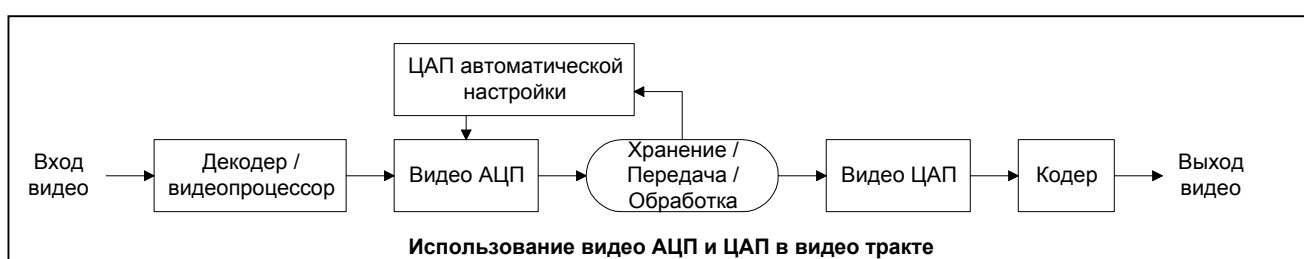 ЦАП автоматической
настройки
Вход
видео
Декодер /
видеопроцессор
Видео АЦП
Хранение /
Передача /
Обработка
Видео ЦАП
Кодер
Выход
видео
Использование видео АЦП и ЦАП в видео тракте